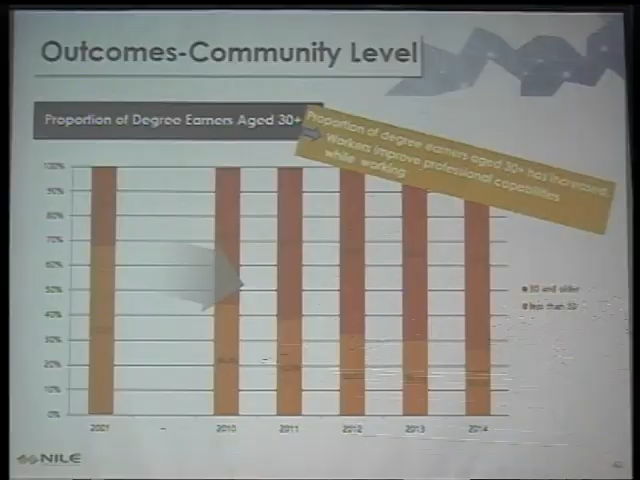 Outcomes-Community Level
Proportion of Degree Earners Aged 30+
Proportion of degree earners aged 30+ has increased.
Workers improve professional capabilities
while working
100%
90%
80%
70%
60%
50%
40%
30%
20%
10%
0%
30 and older
less than 30
2001
–
2010
2011
2012
2013
2014
NILE